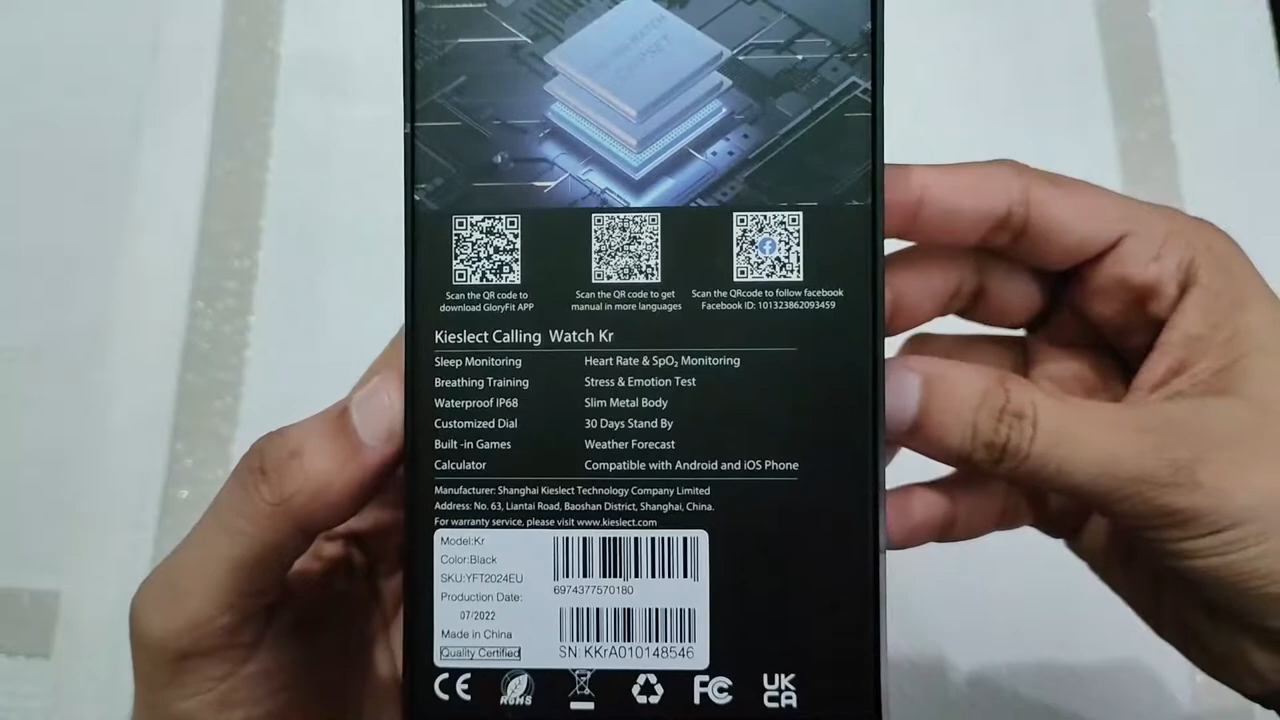 CHIPSET
Scan the QR code to
download GloryFit APP
Scan the QR code to get
manual in more languages
Scan the QRcode to follow facebook
Facebook ID: 101323862093459
Kieslect Calling Watch Kr
Sleep Monitoring
Heart Rate & SpO₂ Monitoring
Breathing Training
Stress & Emotion Test
Waterproof IP68
Slim Metal Body
Customized Dial
30 Days Stand By
Built -in Games
Weather Forecast
Calculator
Compatible with Android and iOS Phone
Manufacturer: Shanghai Kieslect Technology Company Limited
Address: No. 63, Liantai Road, Baoshan District, Shanghai, China.
For warranty service, please visit www.kieslect.com
Model:Kr
Color:Black
SKU:YFT2024EU
Production Date:
07/2022
Made in China
Quality Certified
6974377570180
SN: KKrA010148546
CE
RoHS
FC
UK
CA